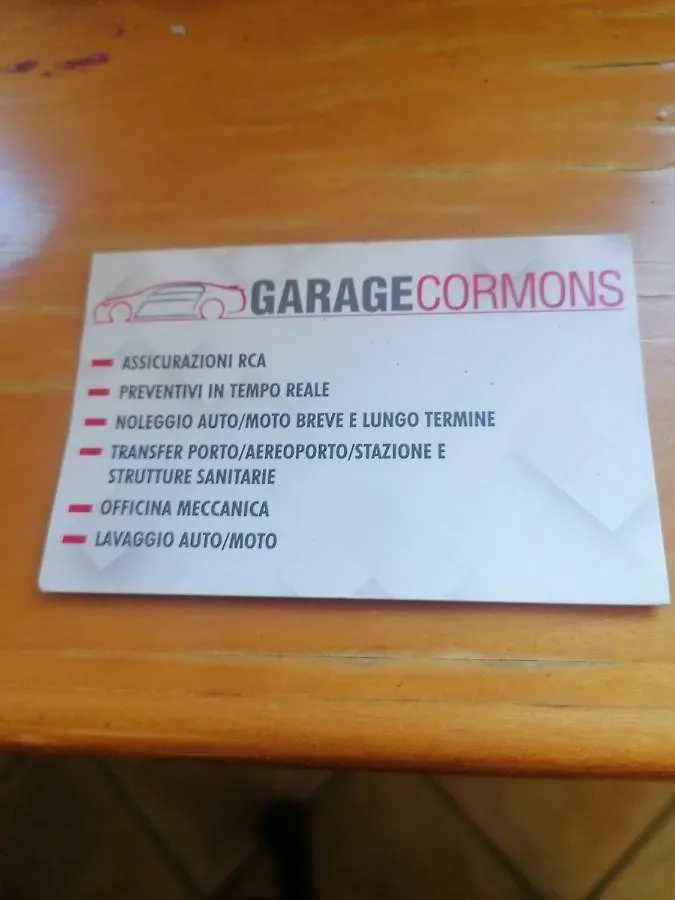 GARAGECORMONS
ASSICURAZIONI RCA
PREVENTIVI IN TEMPO REALE
NOLEGGIO AUTO/MOTO BREVE E LUNGO TERMINE
TRANSFER PORTO/AEREOPORTO/STAZIONE E
STRUTTURE SANITARIE
OFFICINA MECCANICA
LAVAGGIO AUTO/MOTO